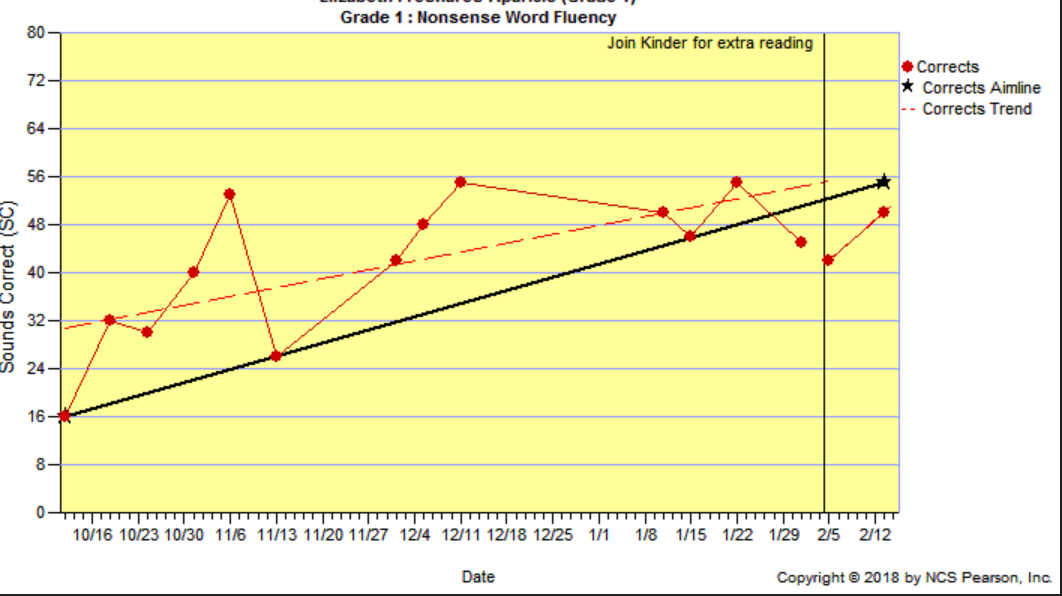 Grade 1 : Nonsense Word Fluency
Join Kinder for extra reading
Corrects
Corrects Aimline
Corrects Trend
Sounds Correct (SC)
80
72
64
56
48
40
32
24
16
8
0
10/16 10/23 10/30 11/6 11/13 11/20 11/27 12/4 12/11 12/18 12/25 1/1 1/8 1/15 1/22 1/29 2/5 2/12
Date
Copyright © 2018 by NCS Pearson, Inc.